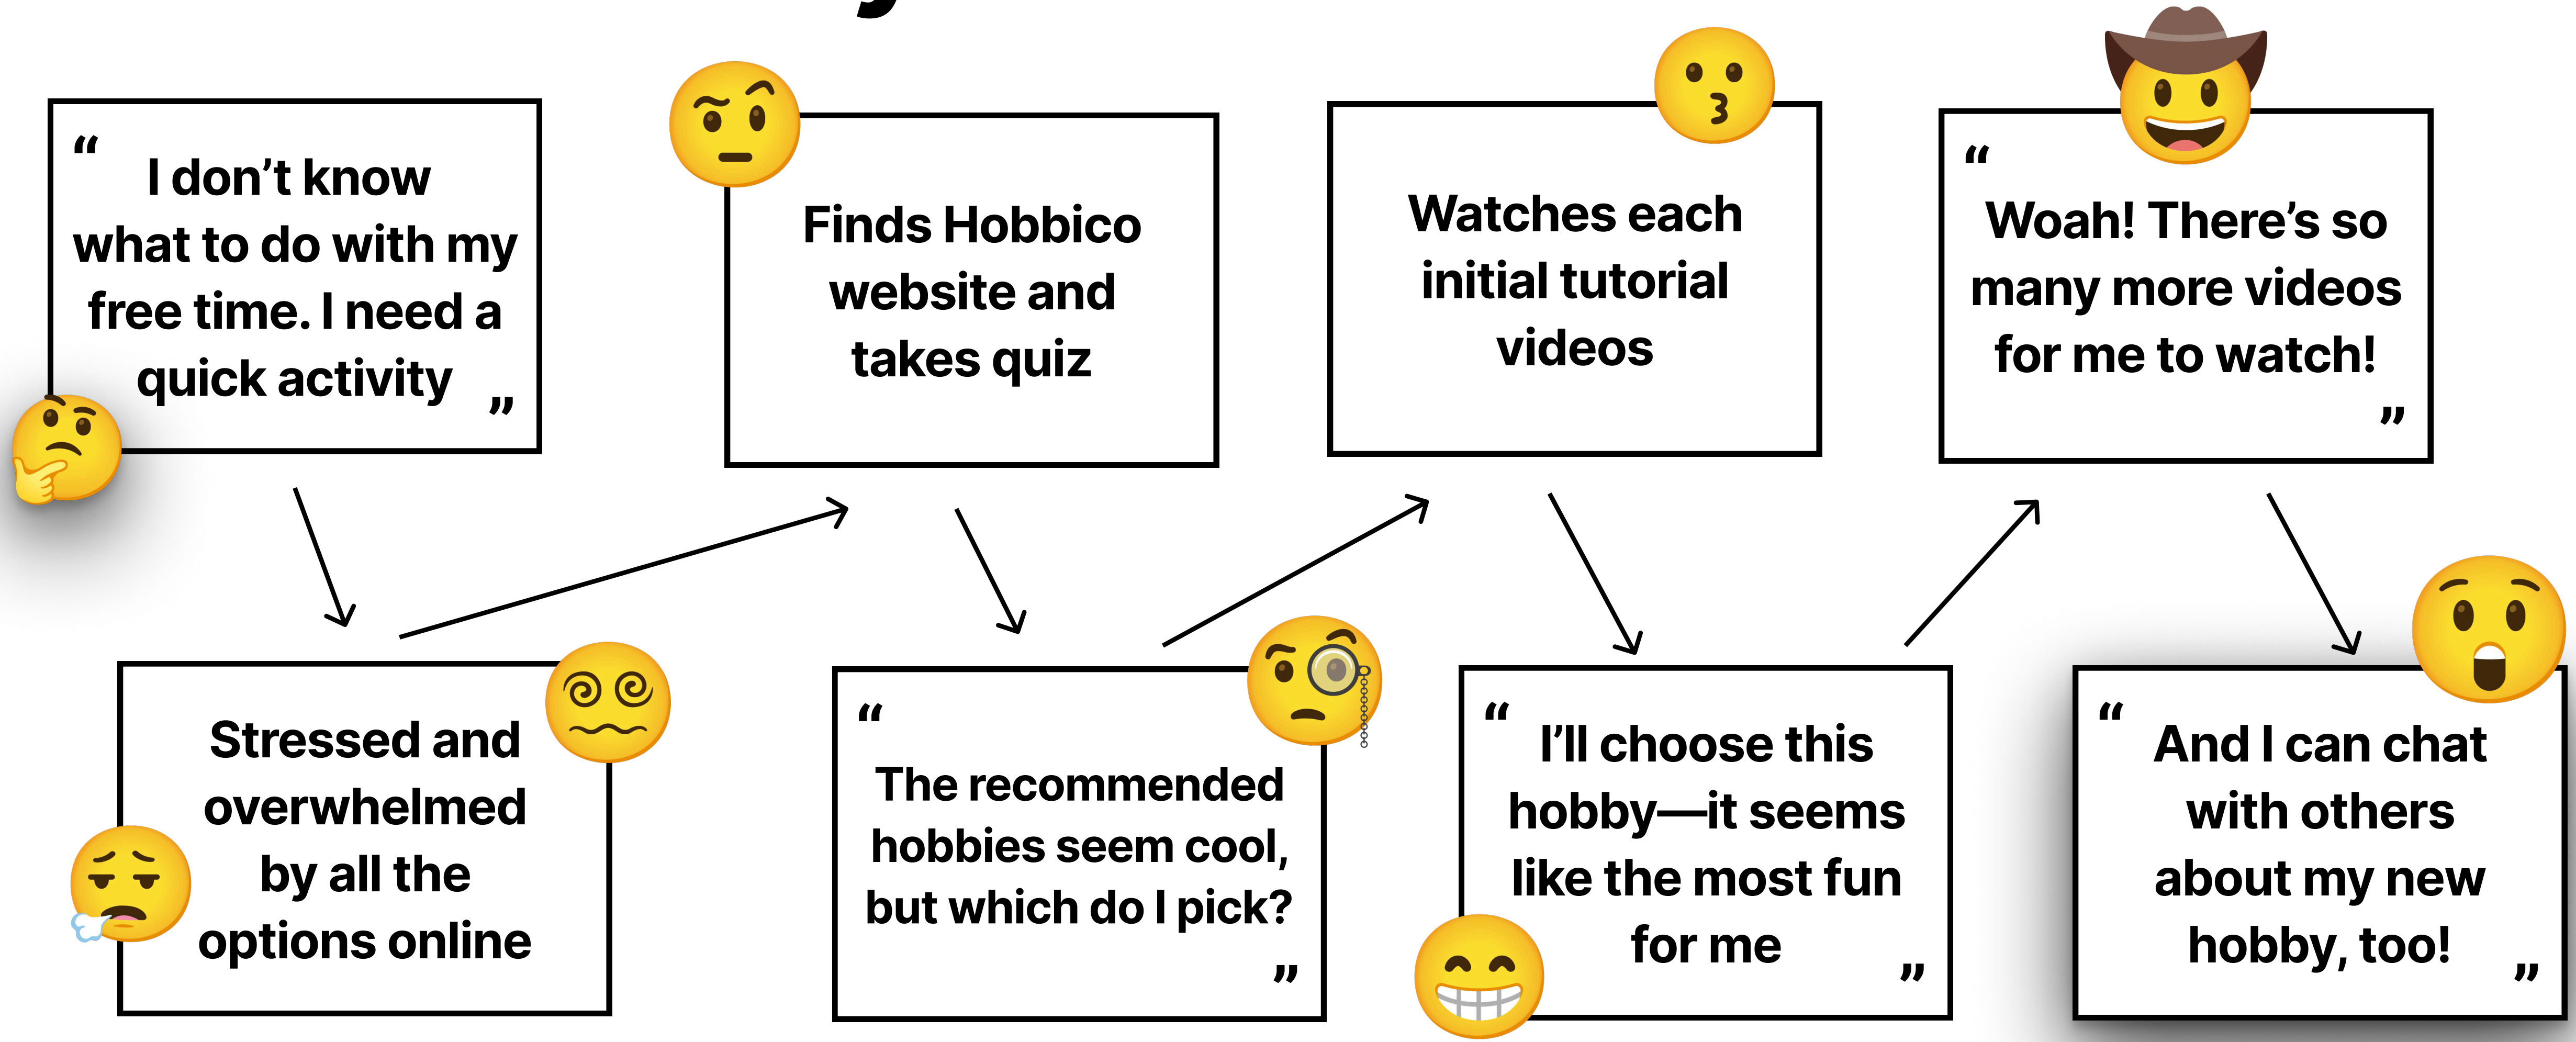 “
I don’t know
what to do with my
free time. I need a
quick activity
”
Stressed and
overwhelmed
by all the
options online
Finds Hobbico
website and
takes quiz
“
The recommended
hobbies seem cool,
but which do I pick?
”
Watches each
initial tutorial
videos
“
I’ll choose this
hobby—it seems
like the most fun
for me
”
“
Woah! There’s so
many more videos
for me to watch!
”
“
And I can chat
with others
about my new
hobby, too!
”